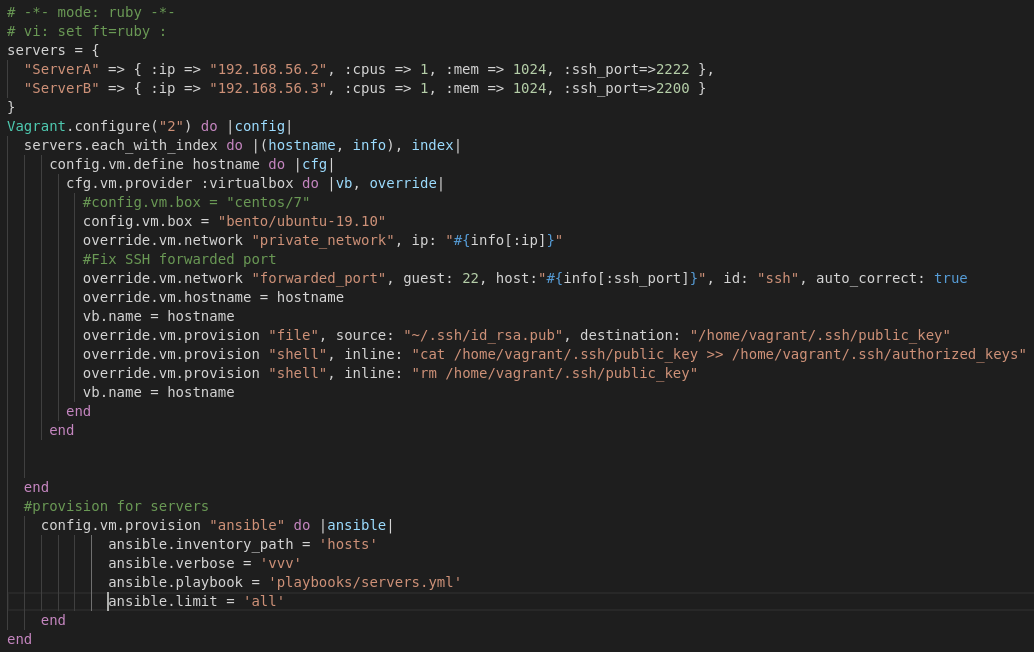 # -*- mode: ruby -*-
# vi: set ft=ruby :
servers = {
  "ServerA" => { :ip => "192.168.56.2", :cpus => 1, :mem => 1024, :ssh_port=>2222 },
  "ServerB" => { :ip => "192.168.56.3", :cpus => 1, :mem => 1024, :ssh_port=>2200 }
}
Vagrant.configure("2") do |config|
  servers.each_with_index do |(hostname, info), index|
     config.vm.define hostname do |cfg|
       cfg.vm.provider :virtualbox do |vb, override|
         #config.vm.box = "centos/7"
         config.vm.box = "bento/ubuntu-19.10"
         override.vm.network "private_network", ip: "#{info[:ip]}"
         #Fix SSH forwarded port
         override.vm.network "forwarded_port", guest: 22, host:"#{info[:ssh_port]}", id: "ssh", auto_correct: true
         override.vm.hostname = hostname
         vb.name = hostname
         override.vm.provision "file", source: "~/.ssh/id_rsa.pub", destination: "/home/vagrant/.ssh/public_key"
         override.vm.provision "shell", inline: "cat /home/vagrant/.ssh/public_key >> /home/vagrant/.ssh/authorized_keys"
         override.vm.provision "shell", inline: "rm /home/vagrant/.ssh/public_key"
         vb.name = hostname
       end
     end
  end
  #provision for servers
    config.vm.provision "ansible" do |ansible|
            ansible.inventory_path = 'hosts'
            ansible.verbose = 'vvv'
            ansible.playbook = 'playbooks/servers.yml'
            ansible.limit = 'all'
    end
end